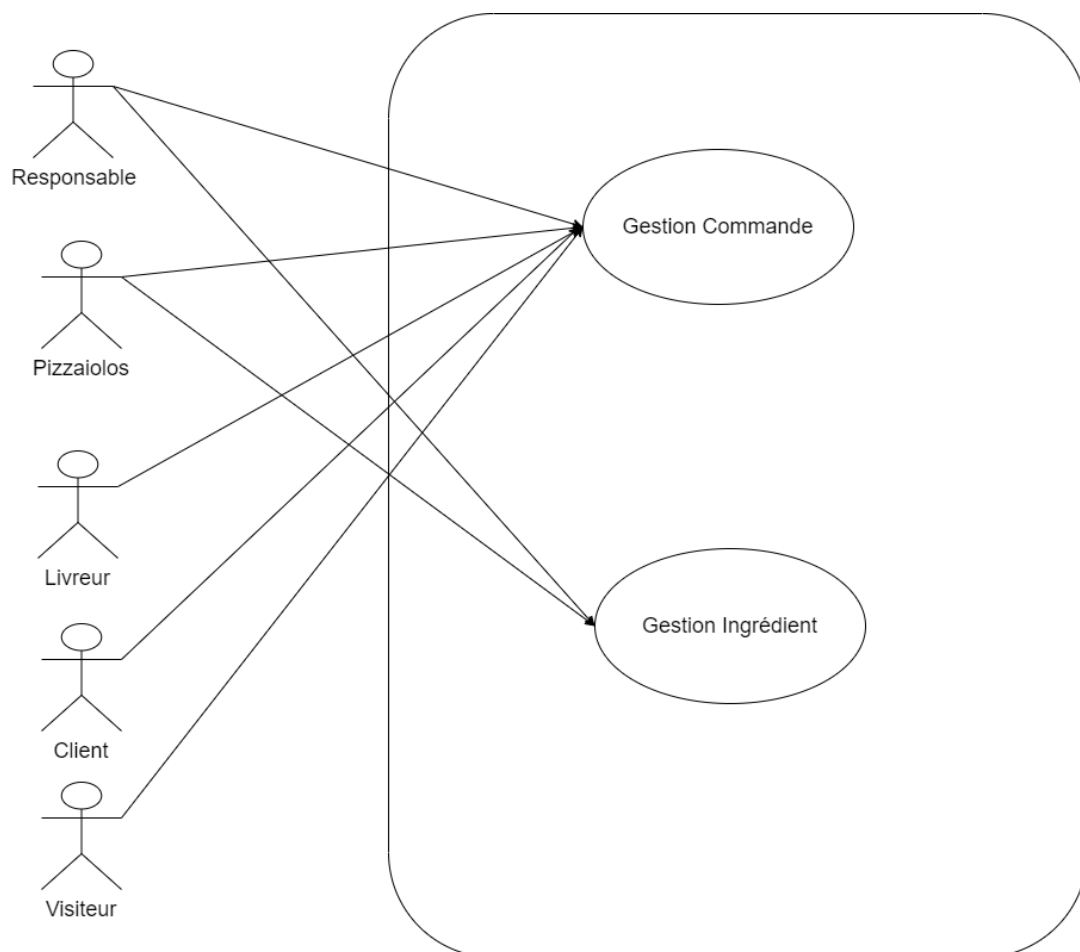 Responsable
Gestion Commande
Pizzaiolos
Livreur
Gestion Ingrédient
Client
Visiteur